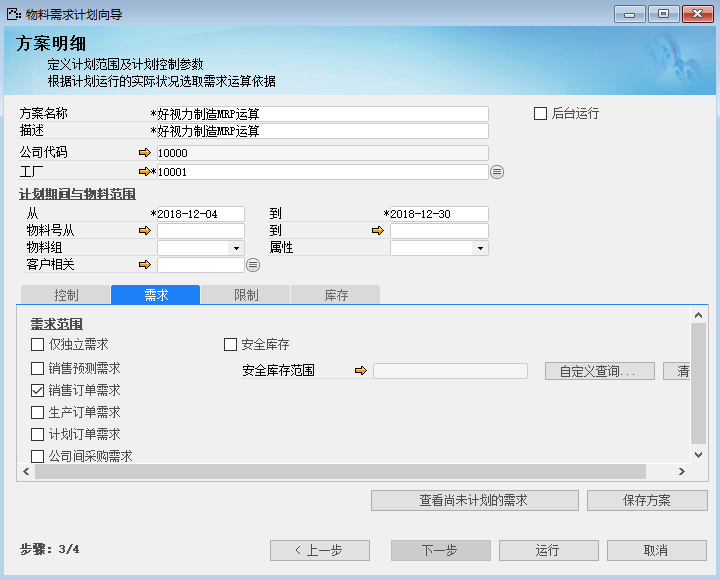 物料需求计划向导
方案明细
定义计划范围及计划控制参数
根据计划运行的实际状况选取需求运算依据
方案名称 *好视力制造MRP运算 后台运行
描述 *好视力制造MRP运算
公司代码 10000
工厂 *10001
计划期间与物料范围
从 *2018-12-04 到 *2018-12-30
物料号从 到
物料组 属性
客户相关
控制 需求 限制 库存
需求范围
仅独立需求 安全库存
销售预测需求 安全库存范围 自定义查询... 清
销售订单需求
生产订单需求
计划订单需求
公司间采购需求
查看尚未计划的需求 保存方案
步骤: 3/4 < 上一步 下一步 运行 取消